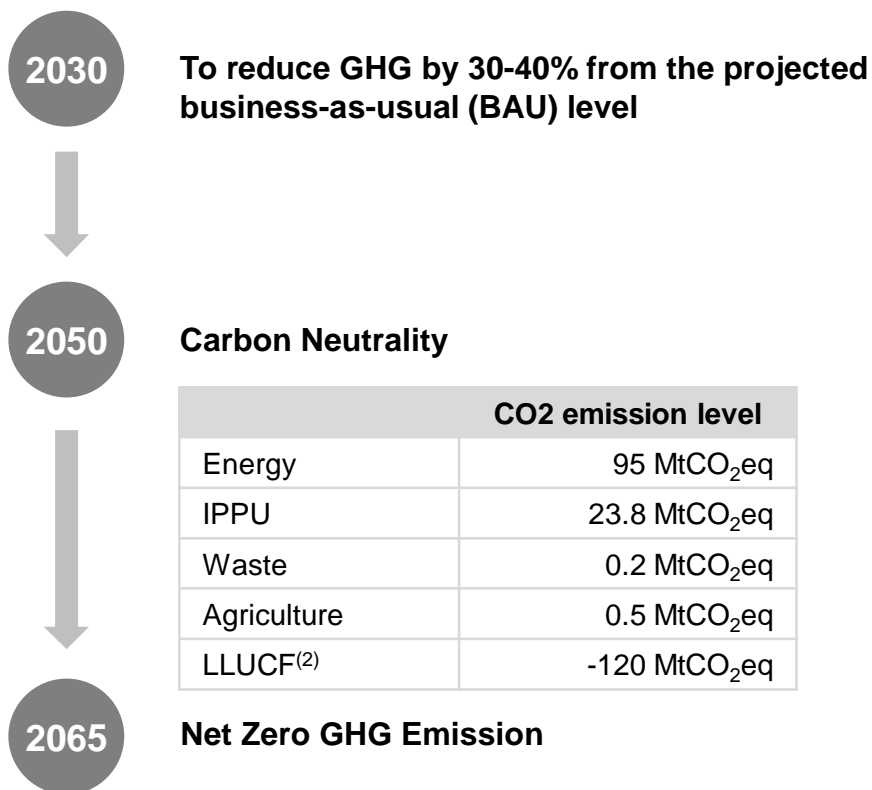 2030
To reduce GHG by 30-40% from the projected
business-as-usual (BAU) level
2050
Carbon Neutrality
CO2 emission level
Energy 95 MtCO₂eq
IPPU 23.8 MtCO₂eq
Waste 0.2 MtCO₂eq
Agriculture 0.5 MtCO₂eq
LLUCF⁽²⁾ -120 MtCO₂eq
2065
Net Zero GHG Emission